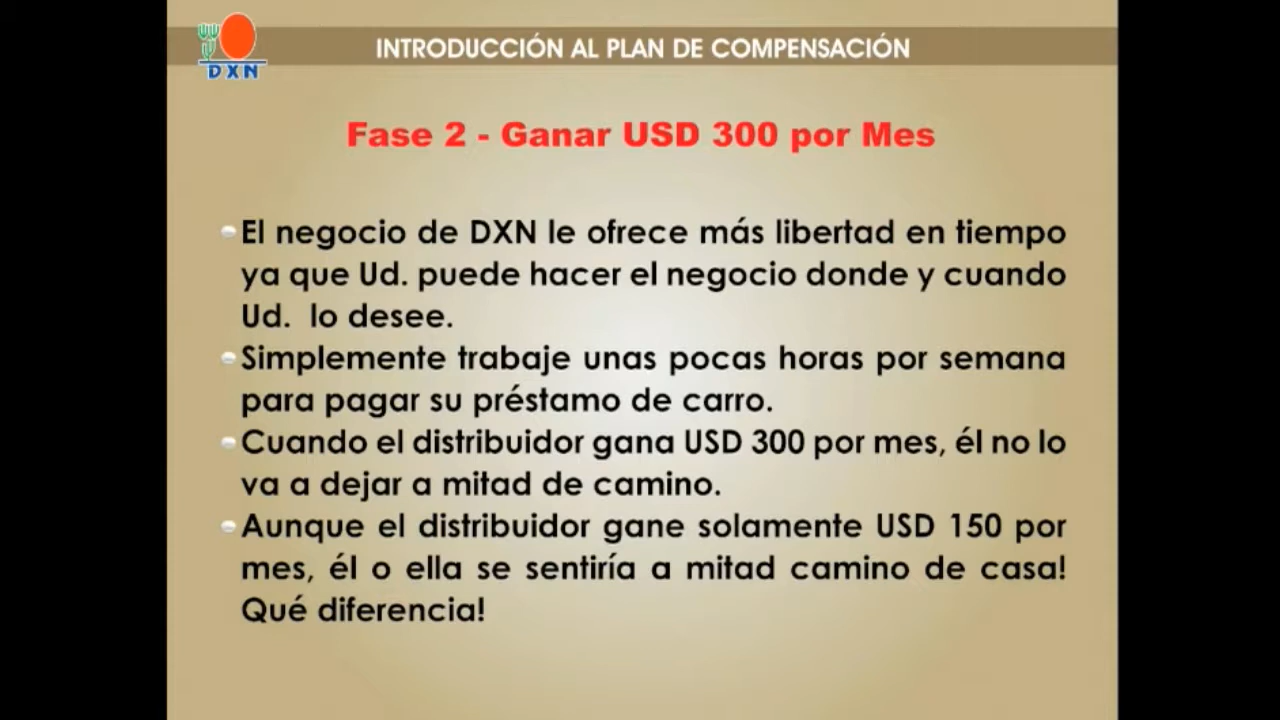 DXN
INTRODUCCIÓN AL PLAN DE COMPENSACIÓN
Fase 2 - Ganar USD 300 por Mes
El negocio de DXN le ofrece más libertad en tiempo
ya que Ud. puede hacer el negocio donde y cuando
Ud.  lo desee.
Simplemente trabaje unas pocas horas por semana
para pagar su préstamo de carro.
Cuando el distribuidor gana USD 300 por mes, él no lo
va a dejar a mitad de camino.
Aunque el distribuidor gane solamente USD 150 por
mes, él o ella se sentiría a mitad camino de casa!
Qué diferencia!